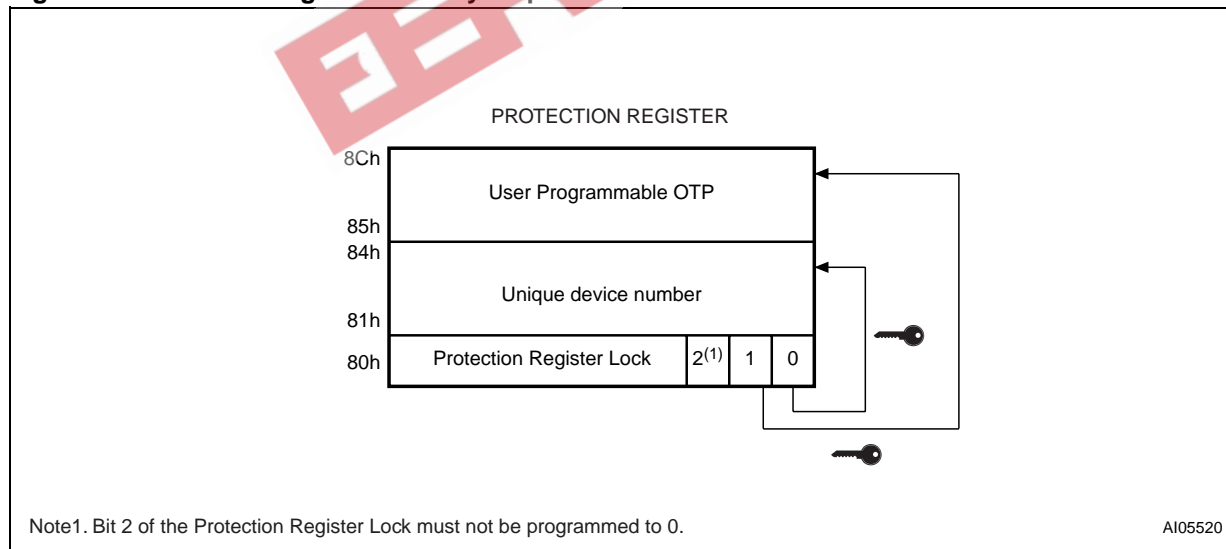 PROTECTION REGISTER
8Ch
User Programmable OTP
85h
84h
Unique device number
81h
80h
Protection Register Lock
2(1)
1
0
Note1. Bit 2 of the Protection Register Lock must not be programmed to 0.
AI05520